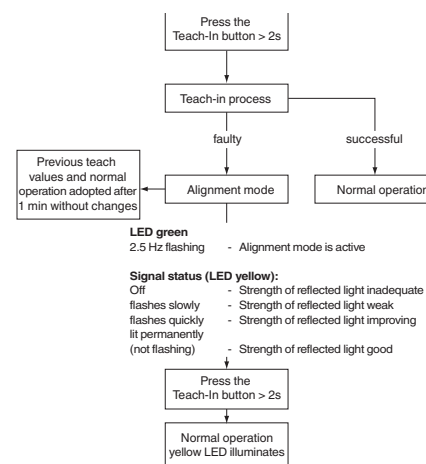 Press the
Teach-In button > 2s
Teach-in process
faulty
successful
Previous teach
values and normal
operation adopted after
1 min without changes
Alignment mode
Normal operation
LED green
2.5 Hz flashing - Alignment mode is active
Signal status (LED yellow):
Off - Strength of reflected light inadequate
flashes slowly - Strength of reflected light weak
flashes quickly - Strength of reflected light improving
lit permanently
(not flashing) - Strength of reflected light good
Press the
Teach-In button > 2s
Normal operation
yellow LED illuminates